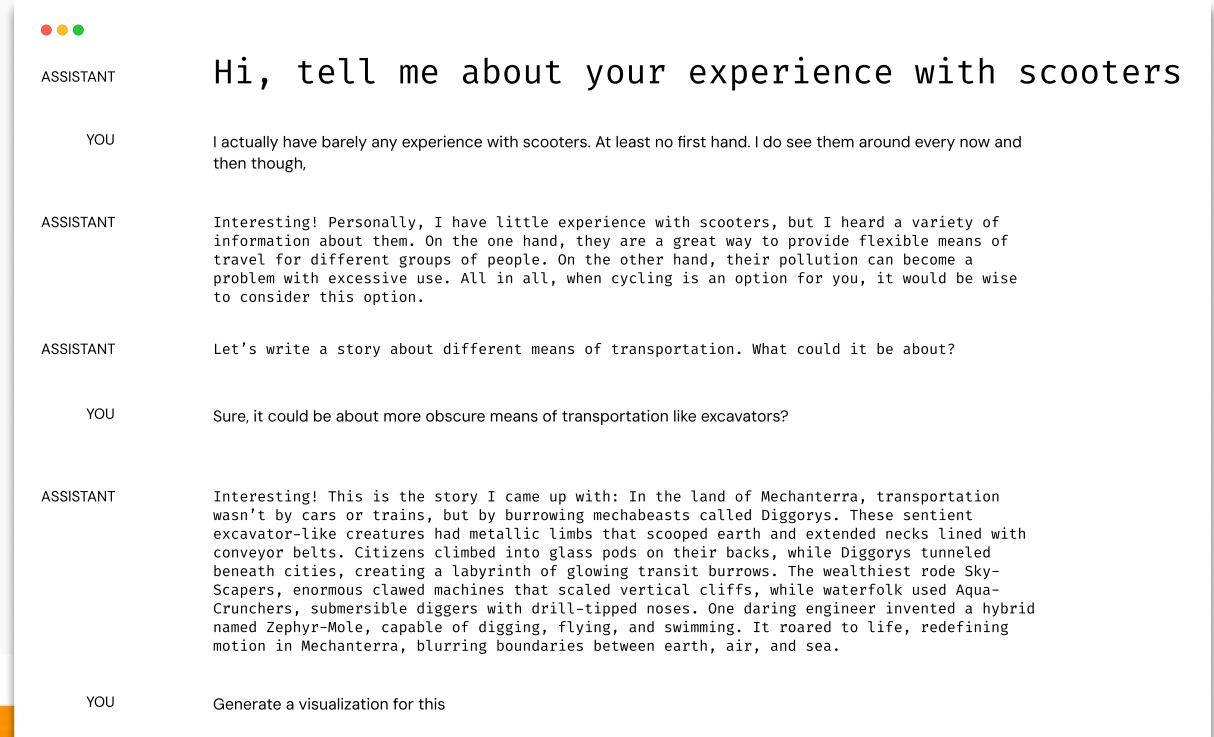 ASSISTANT
Hi, tell me about your experience with scooters
YOU
I actually have barely any experience with scooters. At least no first hand. I do see them around every now and
then though,
ASSISTANT
Interesting! Personally, I have little experience with scooters, but I heard a variety of
information about them. On the one hand, they are a great way to provide flexible means of
travel for different groups of people. On the other hand, their pollution can become a
problem with excessive use. All in all, when cycling is an option for you, it would be wise
to consider this option.
ASSISTANT
Let’s write a story about different means of transportation. What could it be about?
YOU
Sure, it could be about more obscure means of transportation like excavators?
ASSISTANT
Interesting! This is the story I came up with: In the land of Mechanterra, transportation
wasn’t by cars or trains, but by burrowing mechabeasts called Diggorys. These sentient
excavator-like creatures had metallic limbs that scooped earth and extended necks lined with
conveyor belts. Citizens climbed into glass pods on their backs, while Diggorys tunneled
beneath cities, creating a labyrinth of glowing transit burrows. The wealthiest rode Sky-
Scapers, enormous clawed machines that scaled vertical cliffs, while waterfolk used Aqua-
Crunchers, submersible diggers with drill-tipped noses. One daring engineer invented a hybrid
named Zephyr-Mole, capable of digging, flying, and swimming. It roared to life, redefining
motion in Mechanterra, blurring boundaries between earth, air, and sea.
YOU
Generate a visualization for this